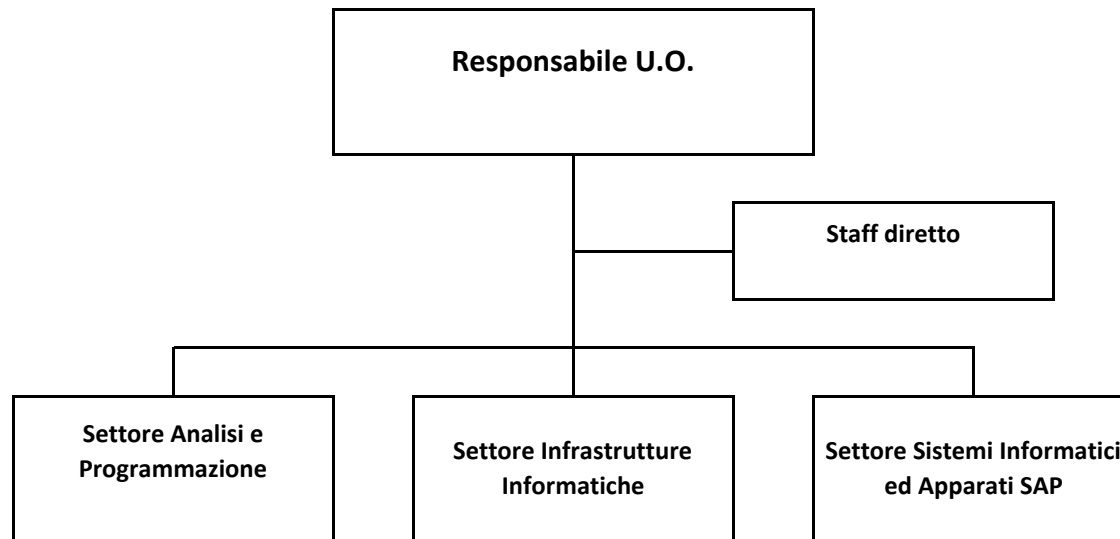 Responsabile U.O.
Staff diretto
Settore Analisi e
Programmazione
Settore Infrastrutture
Informatiche
Settore Sistemi Informatici
ed Apparati SAP